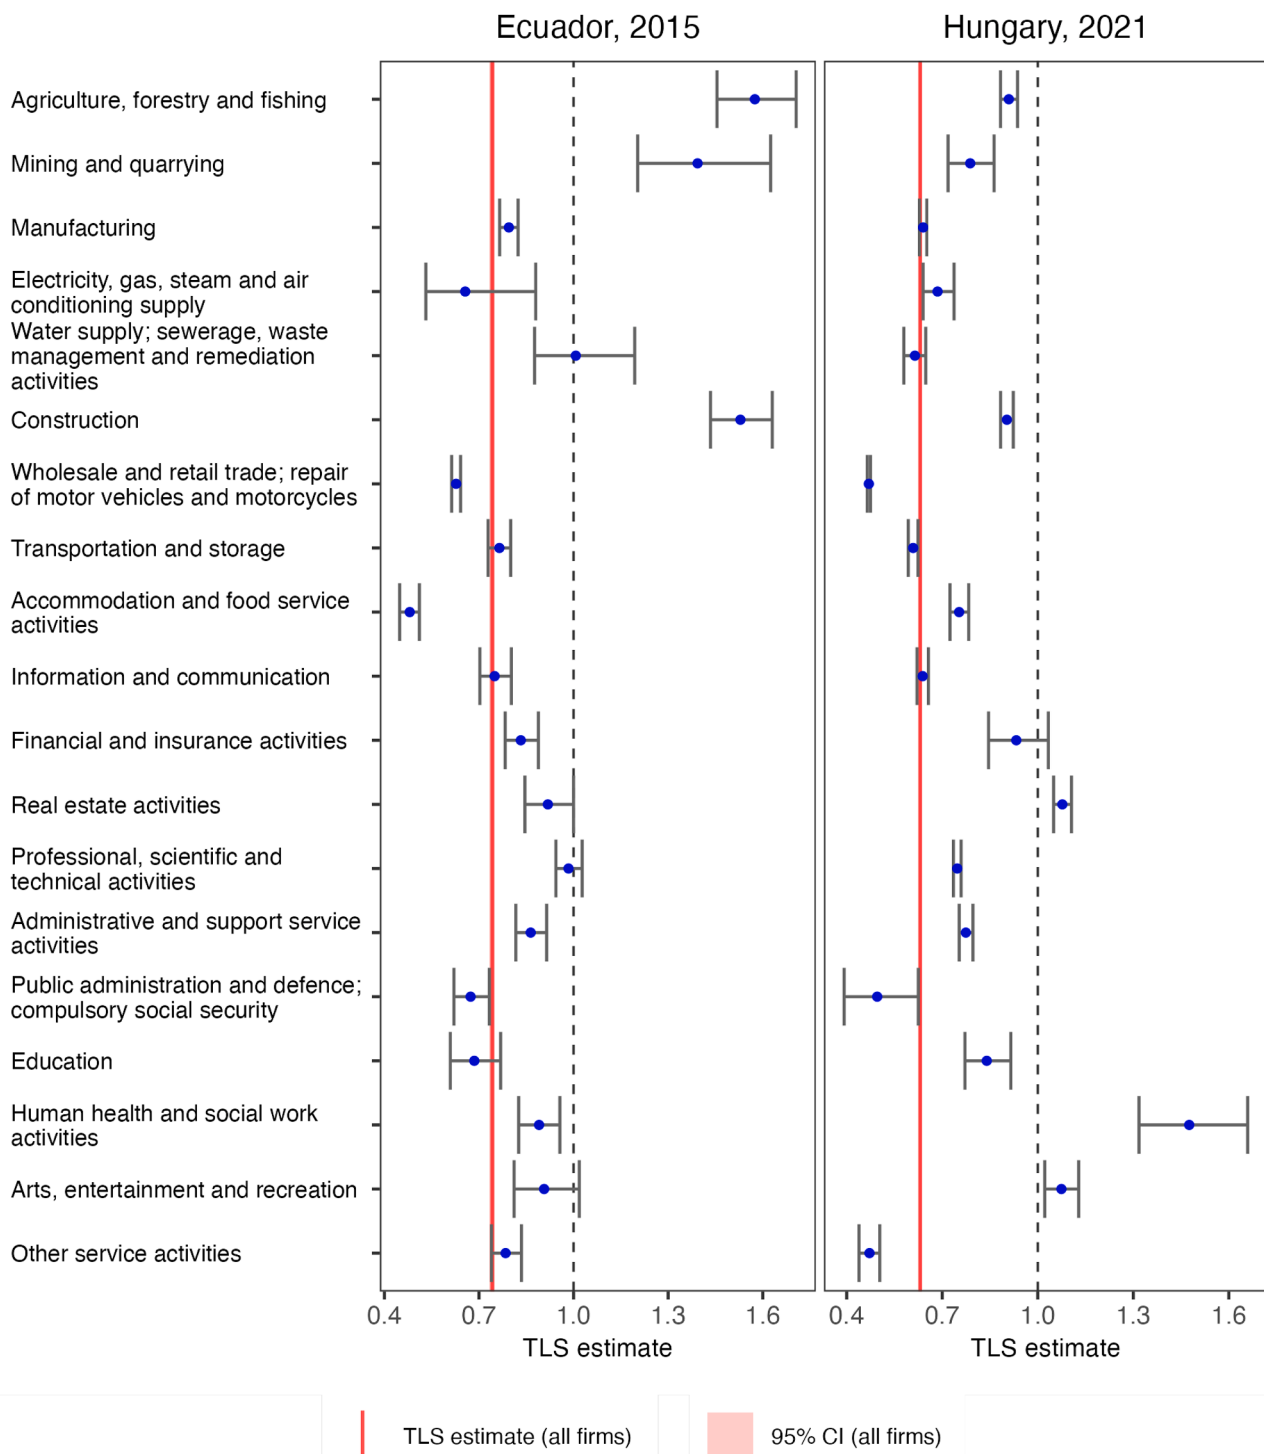 Ecuador, 2015
Hungary, 2021
Agriculture, forestry and fishing
Mining and quarrying
Manufacturing
Electricity, gas, steam and air
conditioning supply
Water supply; sewerage, waste
management and remediation
activities
Construction
Wholesale and retail trade; repair
of motor vehicles and motorcycles
Transportation and storage
Accommodation and food service
activities
Information and communication
Financial and insurance activities
Real estate activities
Professional, scientific and
technical activities
Administrative and support service
activities
Public administration and defence;
compulsory social security
Education
Human health and social work
activities
Arts, entertainment and recreation
Other service activities
0.4 0.7 1.0 1.3 1.6
0.4 0.7 1.0 1.3 1.6
TLS estimate
TLS estimate
TLS estimate (all firms)
95% CI (all firms)